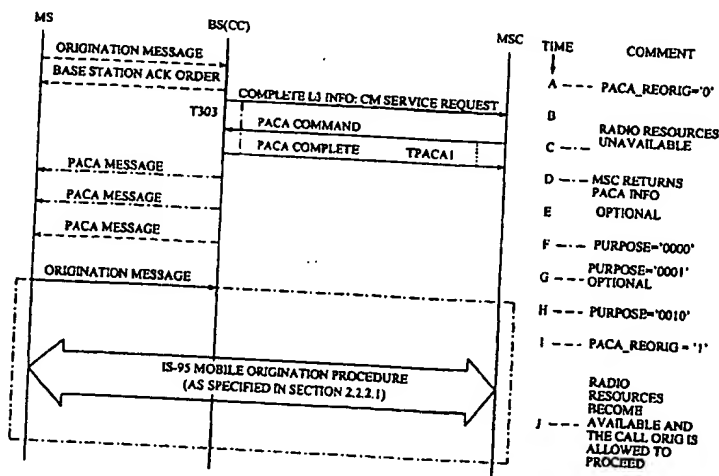 MS
BS(CC)
MSC
TIME
COMMENT
ORIGINATION MESSAGE
A
PACA_REORIG='0'
BASE STATION ACK ORDER
B
COMPLETE L3 INFO: CM SERVICE REQUEST
T303
RADIO RESOURCES
UNAVAILABLE
C
PACA COMMAND
PACA COMPLETE
TPACA1
D
MSC RETURNS
PACA INFO
PACA MESSAGE
E
OPTIONAL
PACA MESSAGE
F
PURPOSE='0000'
PACA MESSAGE
G
PURPOSE='0001'
OPTIONAL
ORIGINATION MESSAGE
H
PURPOSE='0010'
I
PACA_REORIG = '1'
IS-95 MOBILE ORIGINATION PROCEDURE
(AS SPECIFIED IN SECTION 2.2.2.1)
J
RADIO
RESOURCES
BECOME
AVAILABLE AND
THE CALL ORIG IS
ALLOWED TO
PROCEED